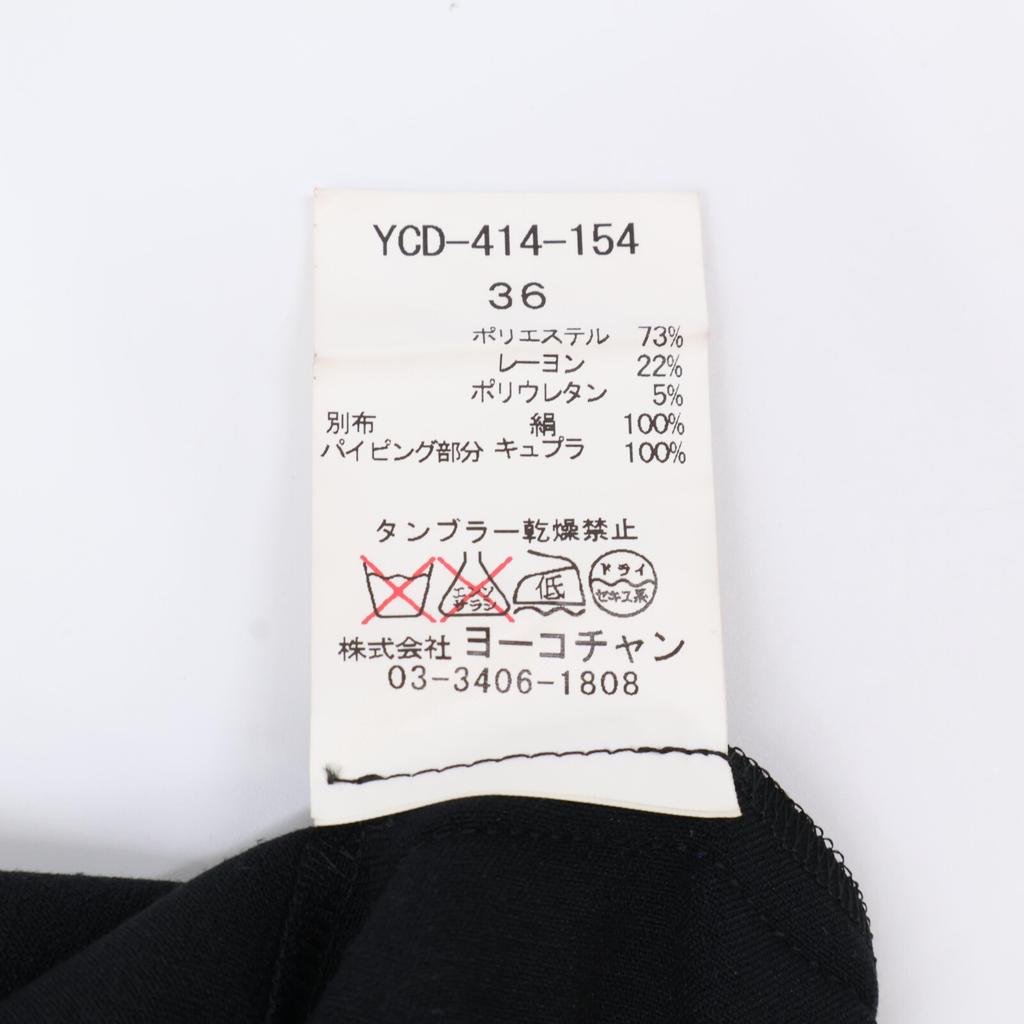 YCD-414-154
36
ポリエステル 73%
レーヨン 22%
ポリウレタン 5%
別布 絹 100%
パイピング部分 キュプラ 100%
タンブラー乾燥禁止
エンソ
サラシ
低
ドライ
セキユ系
株式会社 ヨーコチャン
03-3406-1808